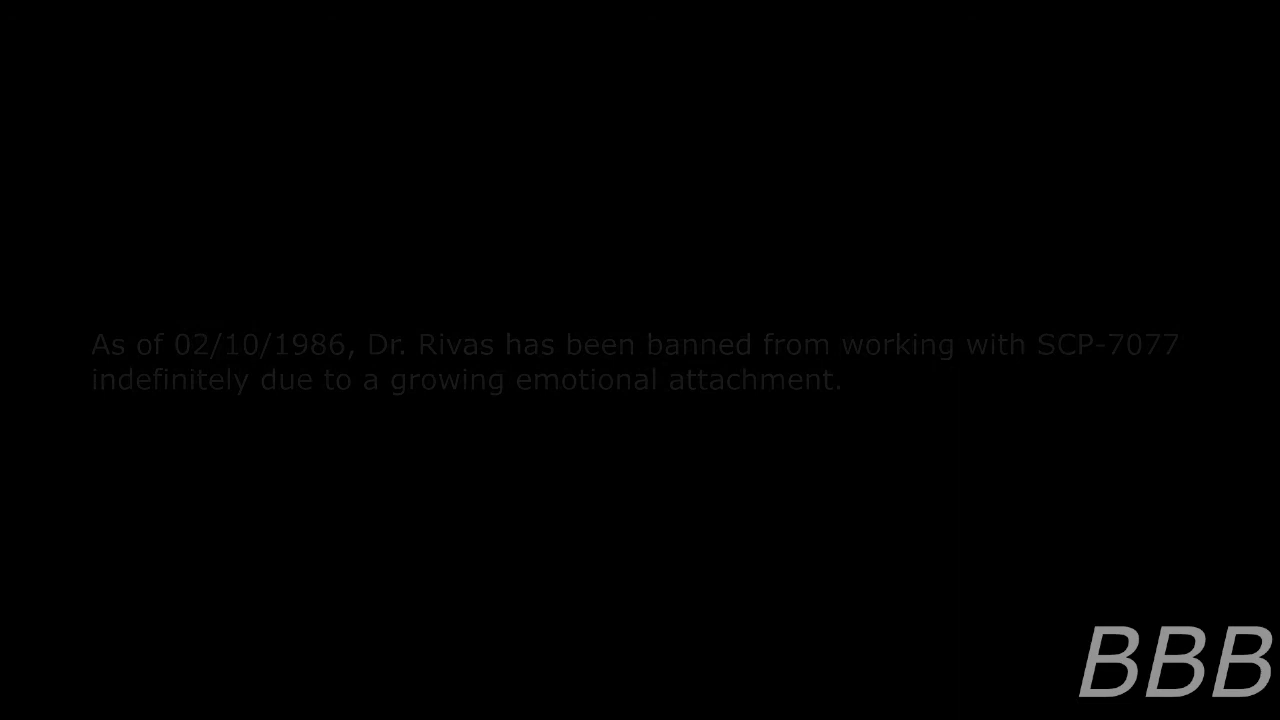 As of 02/10/1986, Dr. Rivas has been banned from working with SCP-7077
indefinitely due to a growing emotional attachment.
BBB